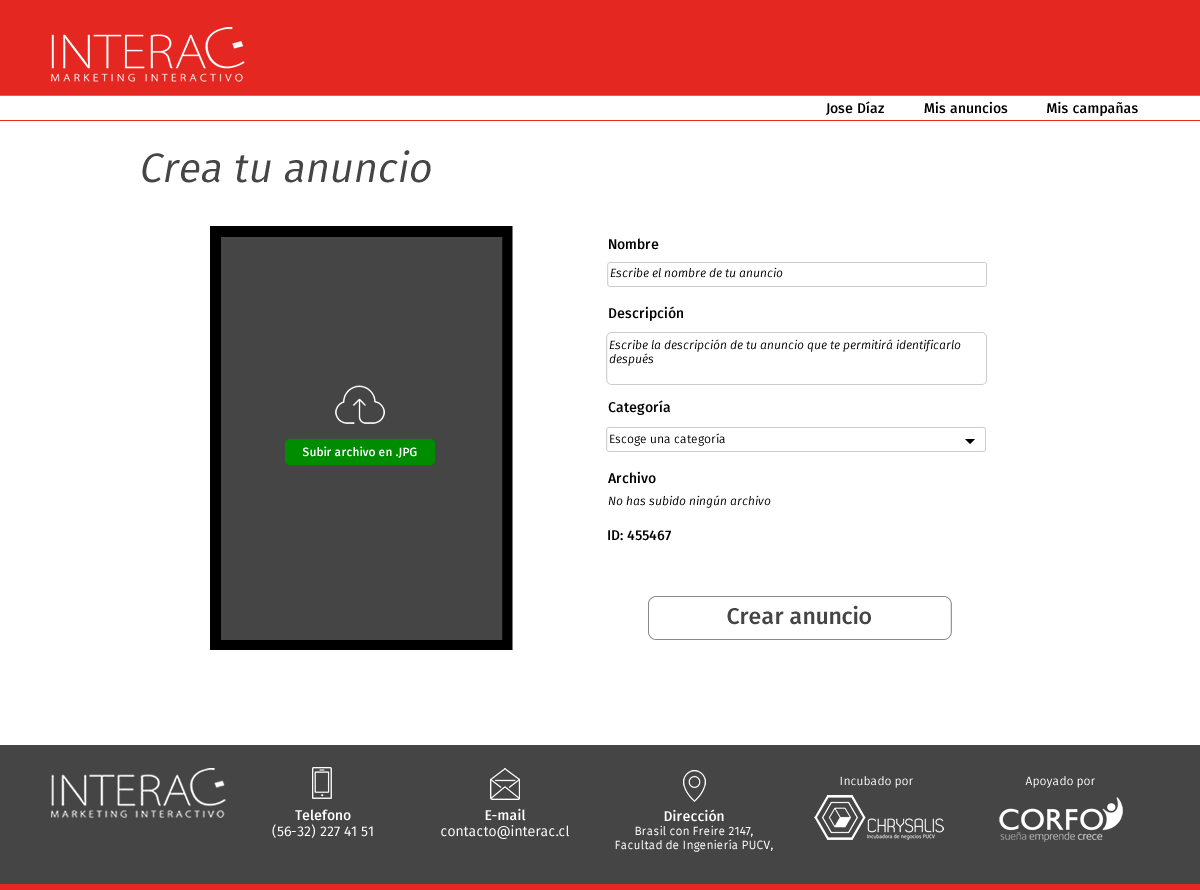 INTERAC
MARKETING INTERACTIVO
Jose Díaz Mis anuncios Mis campañas
Crea tu anuncio
Subir archivo en .JPG
Nombre
Escribe el nombre de tu anuncio
Descripción
Escribe la descripción de tu anuncio que te permitirá identificarlo
después
Categoría
Escoge una categoría
Archivo
No has subido ningún archivo
ID: 455467
Crear anuncio
INTERAC
MARKETING INTERACTIVO
Telefono
(56-32) 227 41 51
E-mail
contacto@interac.cl
Dirección
Brasil con Freire 2147,
Facultad de Ingeniería PUCV,
Incubado por
CHRYSALIS
Incubadora de negocios PUCV
Apoyado por
CORFO
sueña emprende crece